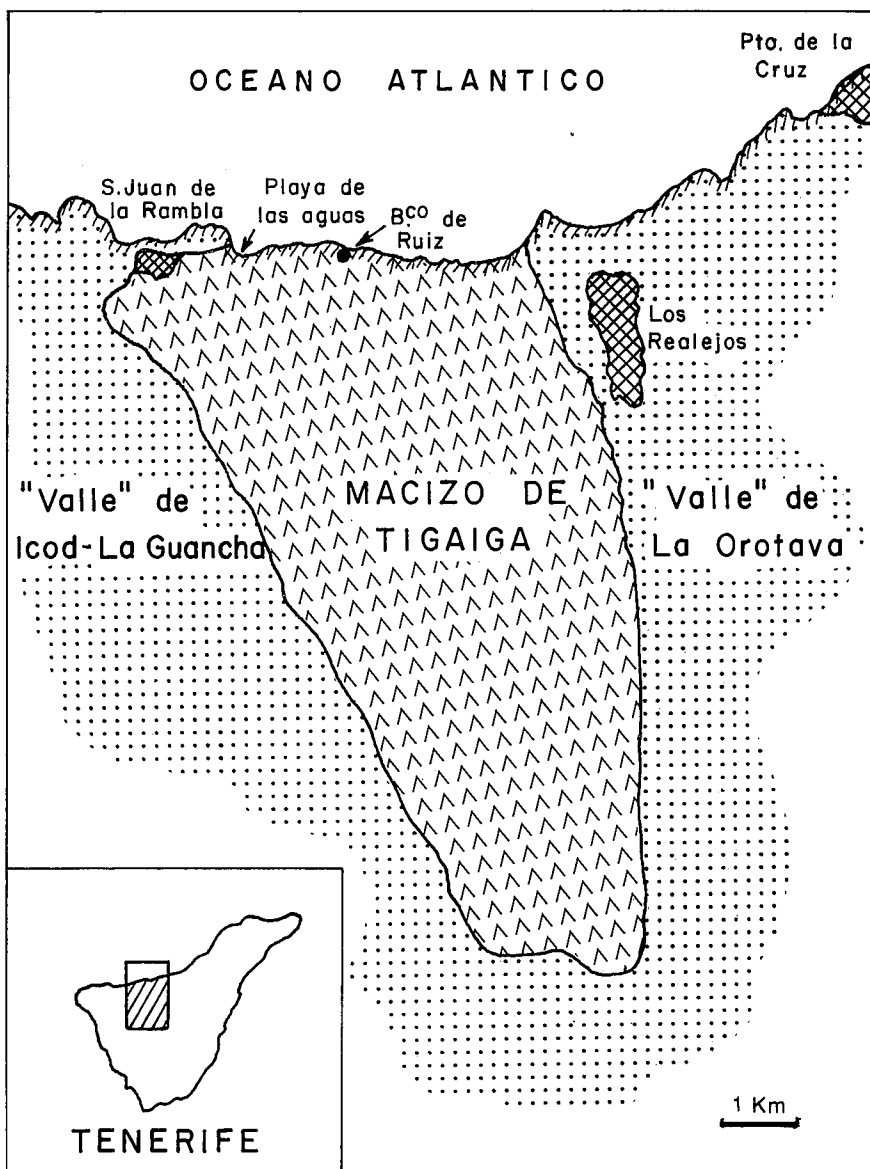 Pto. de la
Cruz
OCEANO ATLANTICO
S.Juan de
la Rambla
Playa de
las aguas
Bco de
Ruiz
Los
Realejos
"Valle" de
Icod-La Guancha
MACIZO DE
TIGAIGA
"Valle" de
La Orotava
1 Km
TENERIFE